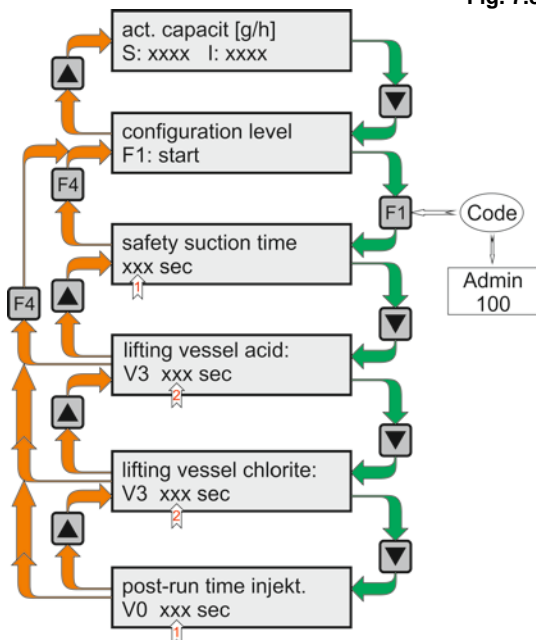 Fig. 7.
act. capacit [g/h]
S: xxxx I: xxxx
configuration level
F1: start
F4
F1
Code
Admin
100
safety suction time
xxx sec
1
F4
lifting vessel acid:
V3 xxx sec
2
lifting vessel chlorite:
V3 xxx sec
2
post-run time injekt.
V0 xxx sec
1